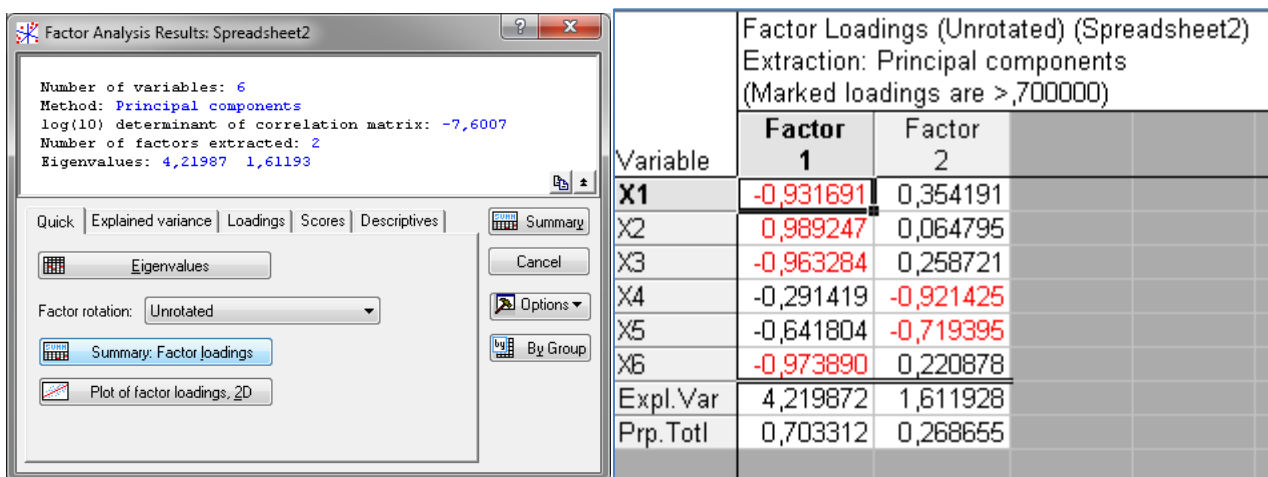 Factor Analysis Results: Spreadsheet2
Number of variables: 6
Method: Principal components
log(10) determinant of correlation matrix: -7,6007
Number of factors extracted: 2
Eigenvalues: 4,21987 1,61193
Quick Explained variance Loadings Scores Descriptives
SUMM Summary
Eigenvalues
Cancel
Factor rotation: Unrotated
Options
SUMM Summary: Factor loadings
by By Group
Plot of factor loadings, 2D
Factor Loadings (Unrotated) (Spreadsheet2)
Extraction: Principal components
(Marked loadings are >,700000)
Variable Factor 1 Factor 2
X1 -0,931691 0,354191
X2 0,989247 0,064795
X3 -0,963284 0,258721
X4 -0,291419 -0,921425
X5 -0,641804 -0,719395
X6 -0,973890 0,220878
Expl.Var 4,219872 1,611928
Prp.Totl 0,703312 0,268655